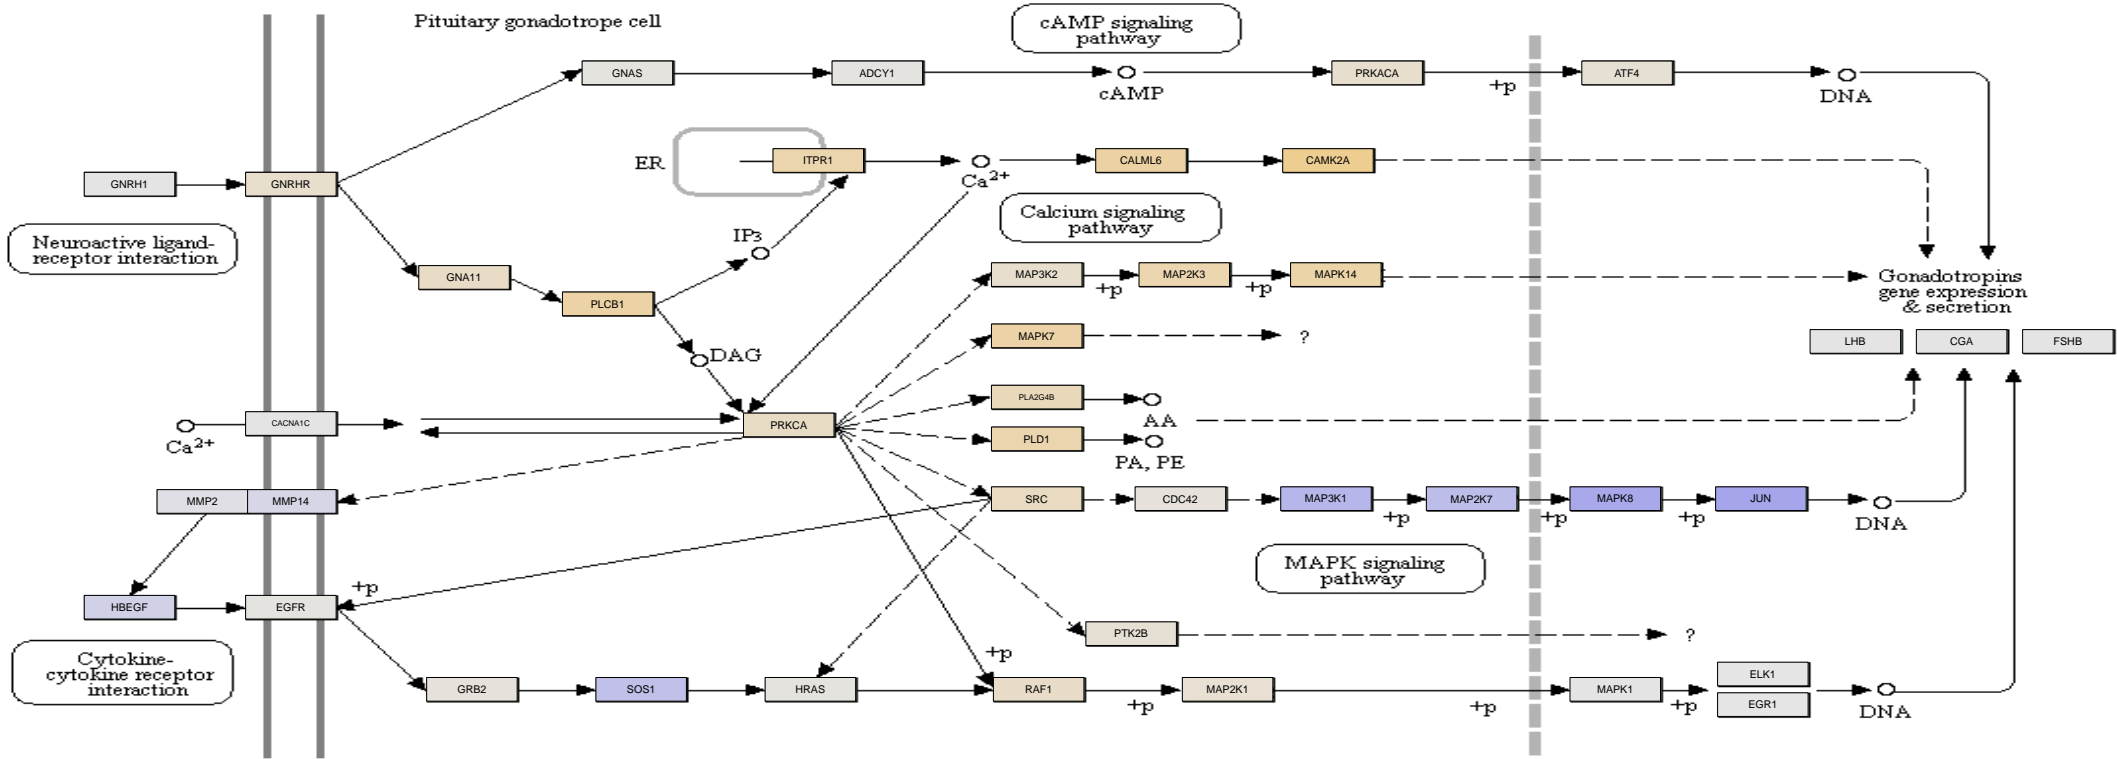 Pituitary gonadotrope cell
cAMP signaling
pathway
GNAS
ADCY1
cAMP
PRKACA
+p
ATF4
DNA
ER
ITPR1
Ca2+
CALML6
CAMK2A
GNRH1
GNRHR
Calcium signaling
pathway
Neuroactive ligand-
receptor interaction
IP3
GNA11
PLCB1
MAP3K2
+p
MAP2K3
+p
MAPK14
Gonadotropins
gene expression
& secretion
MAPK7
?
LHB
CGA
FSHB
DAG
PLA2G4B
AA
Ca2+
CACNA1C
PRKCA
PLD1
PA, PE
MMP2
MMP14
SRC
CDC42
MAP3K1
+p
MAP2K7
+p
MAPK8
+p
JUN
DNA
MAPK signaling
pathway
HBEGF
EGFR
+p
PTK2B
?
Cytokine-
cytokine receptor
interaction
GRB2
SOS1
HRAS
+p
RAF1
+p
MAP2K1
+p
MAPK1
+p
ELK1
EGR1
DNA